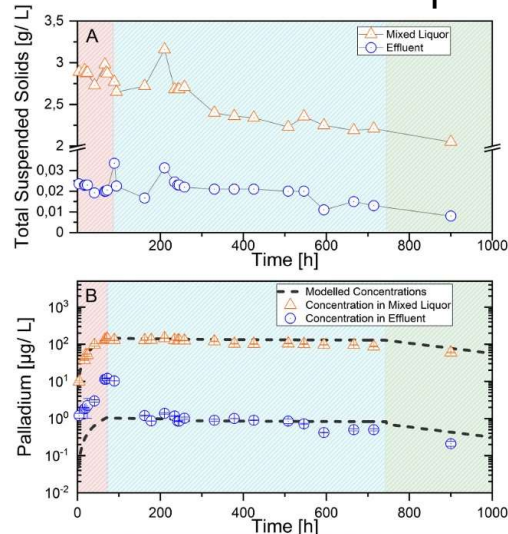 A
Mixed Liquor
Effluent
Total Suspended Solids [g/ L]
3,5
3
2,5
2
0,03
0,02
0,01
0
0 200 400 600 800 1000
Time [h]
B
Modelled Concentrations
Concentration in Mixed Liquor
Concentration in Effluent
Palladium [µg/ L]
10³
10²
10¹
10⁰
10⁻¹
10⁻²
0 200 400 600 800 1000
Time [h]